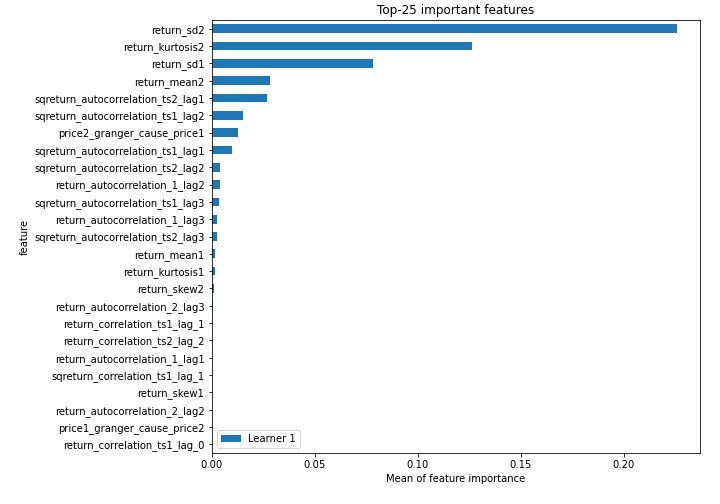 Top-25 important features
return_sd2
return_kurtosis2
return_sd1
return_mean2
sqreturn_autocorrelation_ts2_lag1
sqreturn_autocorrelation_ts1_lag2
price2_granger_cause_price1
sqreturn_autocorrelation_ts1_lag1
sqreturn_autocorrelation_ts2_lag2
return_autocorrelation_1_lag2
sqreturn_autocorrelation_ts1_lag3
return_autocorrelation_1_lag3
sqreturn_autocorrelation_ts2_lag3
return_mean1
return_kurtosis1
return_skew2
return_autocorrelation_2_lag3
return_correlation_ts1_lag_1
return_correlation_ts2_lag_2
return_autocorrelation_1_lag1
sqreturn_correlation_ts1_lag_1
return_skew1
return_autocorrelation_2_lag2
price1_granger_cause_price2
return_correlation_ts1_lag_0
feature
Learner 1
0.00 0.05 0.10 0.15 0.20
Mean of feature importance